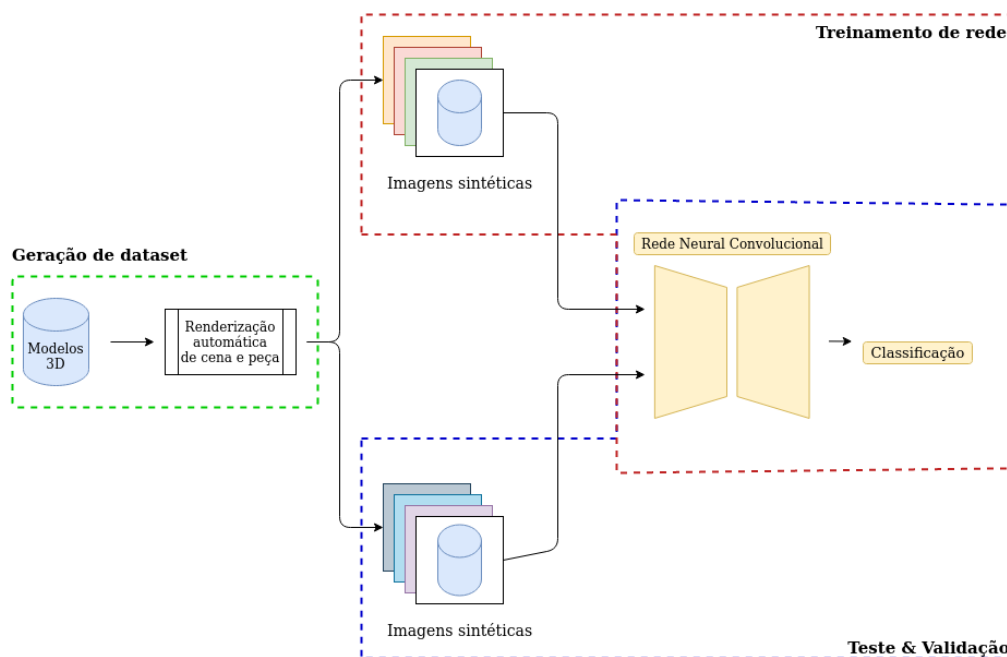 Treinamento de rede
Imagens sintéticas
Rede Neural Convolucional
Geração de dataset
Modelos
3D
Renderização
automática
de cena e peça
Classificação
Imagens sintéticas
Teste & Validação